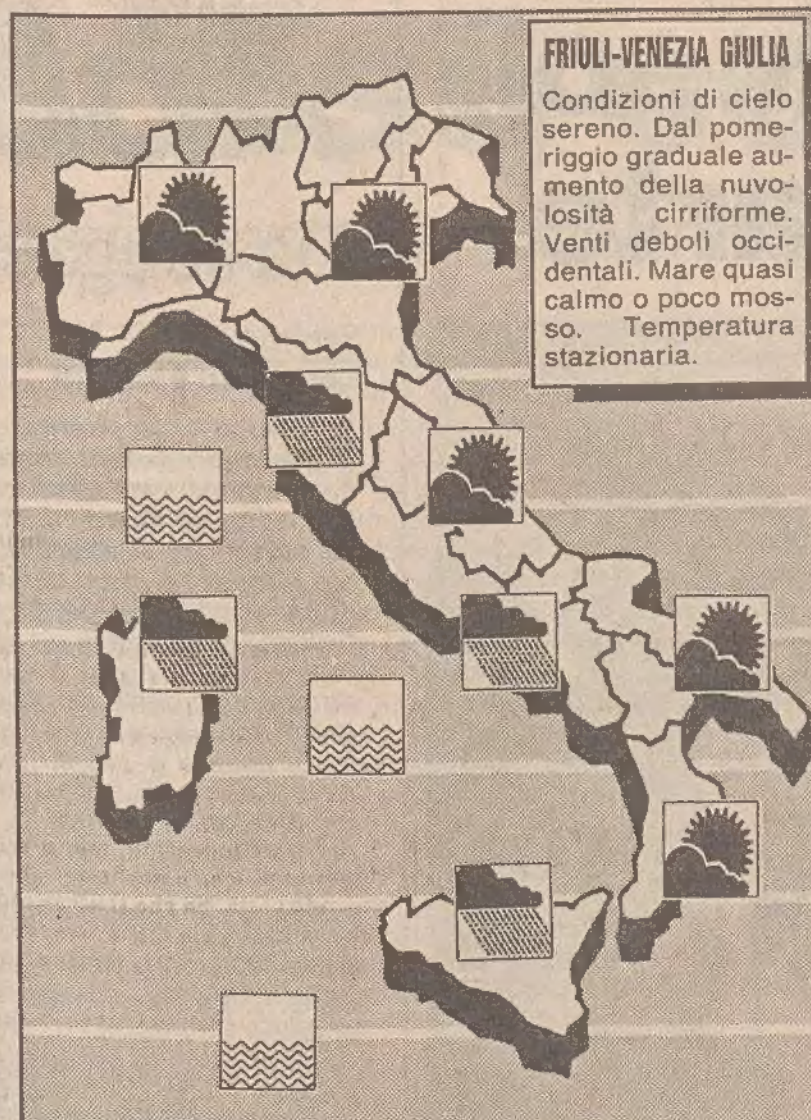 FRIULI-VENEZIA GIULIA
Condizioni di cielo
sereno. Dal pome-
riggio graduale au-
mento della nuvo-
losità cirriforme.
Venti deboli occi-
dentali. Mare quasi
calmo o poco mos-
so. Temperatura
stazionaria.